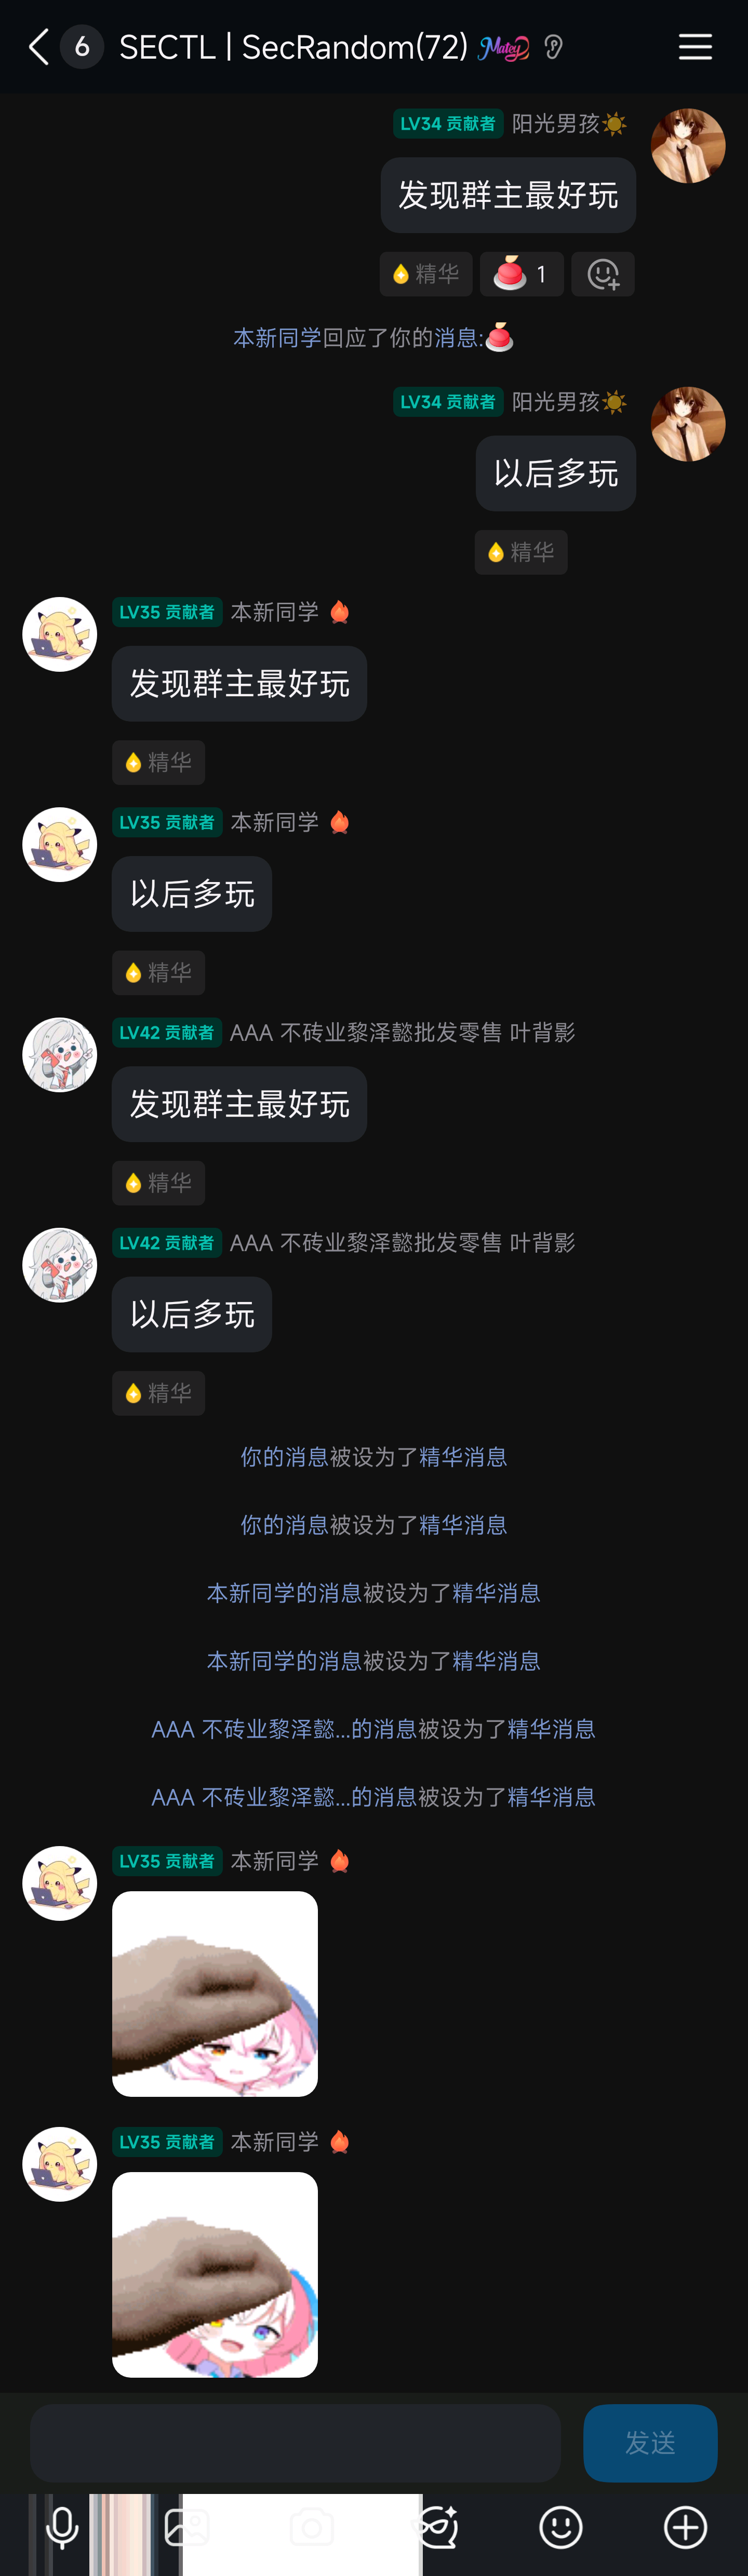 6 SECTL | SecRandom(72) Matey
LV34 贡献者 阳光男孩
发现群主最好玩
精华 1
本新同学回应了你的消息:
LV34 贡献者 阳光男孩
以后多玩
精华
LV35 贡献者 本新同学
发现群主最好玩
精华
LV35 贡献者 本新同学
以后多玩
精华
LV42 贡献者 AAA 不砖业黎泽懿批发零售 叶背影
发现群主最好玩
精华
LV42 贡献者 AAA 不砖业黎泽懿批发零售 叶背影
以后多玩
精华
你的消息被设为了精华消息
你的消息被设为了精华消息
本新同学的消息被设为了精华消息
本新同学的消息被设为了精华消息
AAA 不砖业黎泽懿...的消息被设为了精华消息
AAA 不砖业黎泽懿...的消息被设为了精华消息
LV35 贡献者 本新同学
LV35 贡献者 本新同学
发送